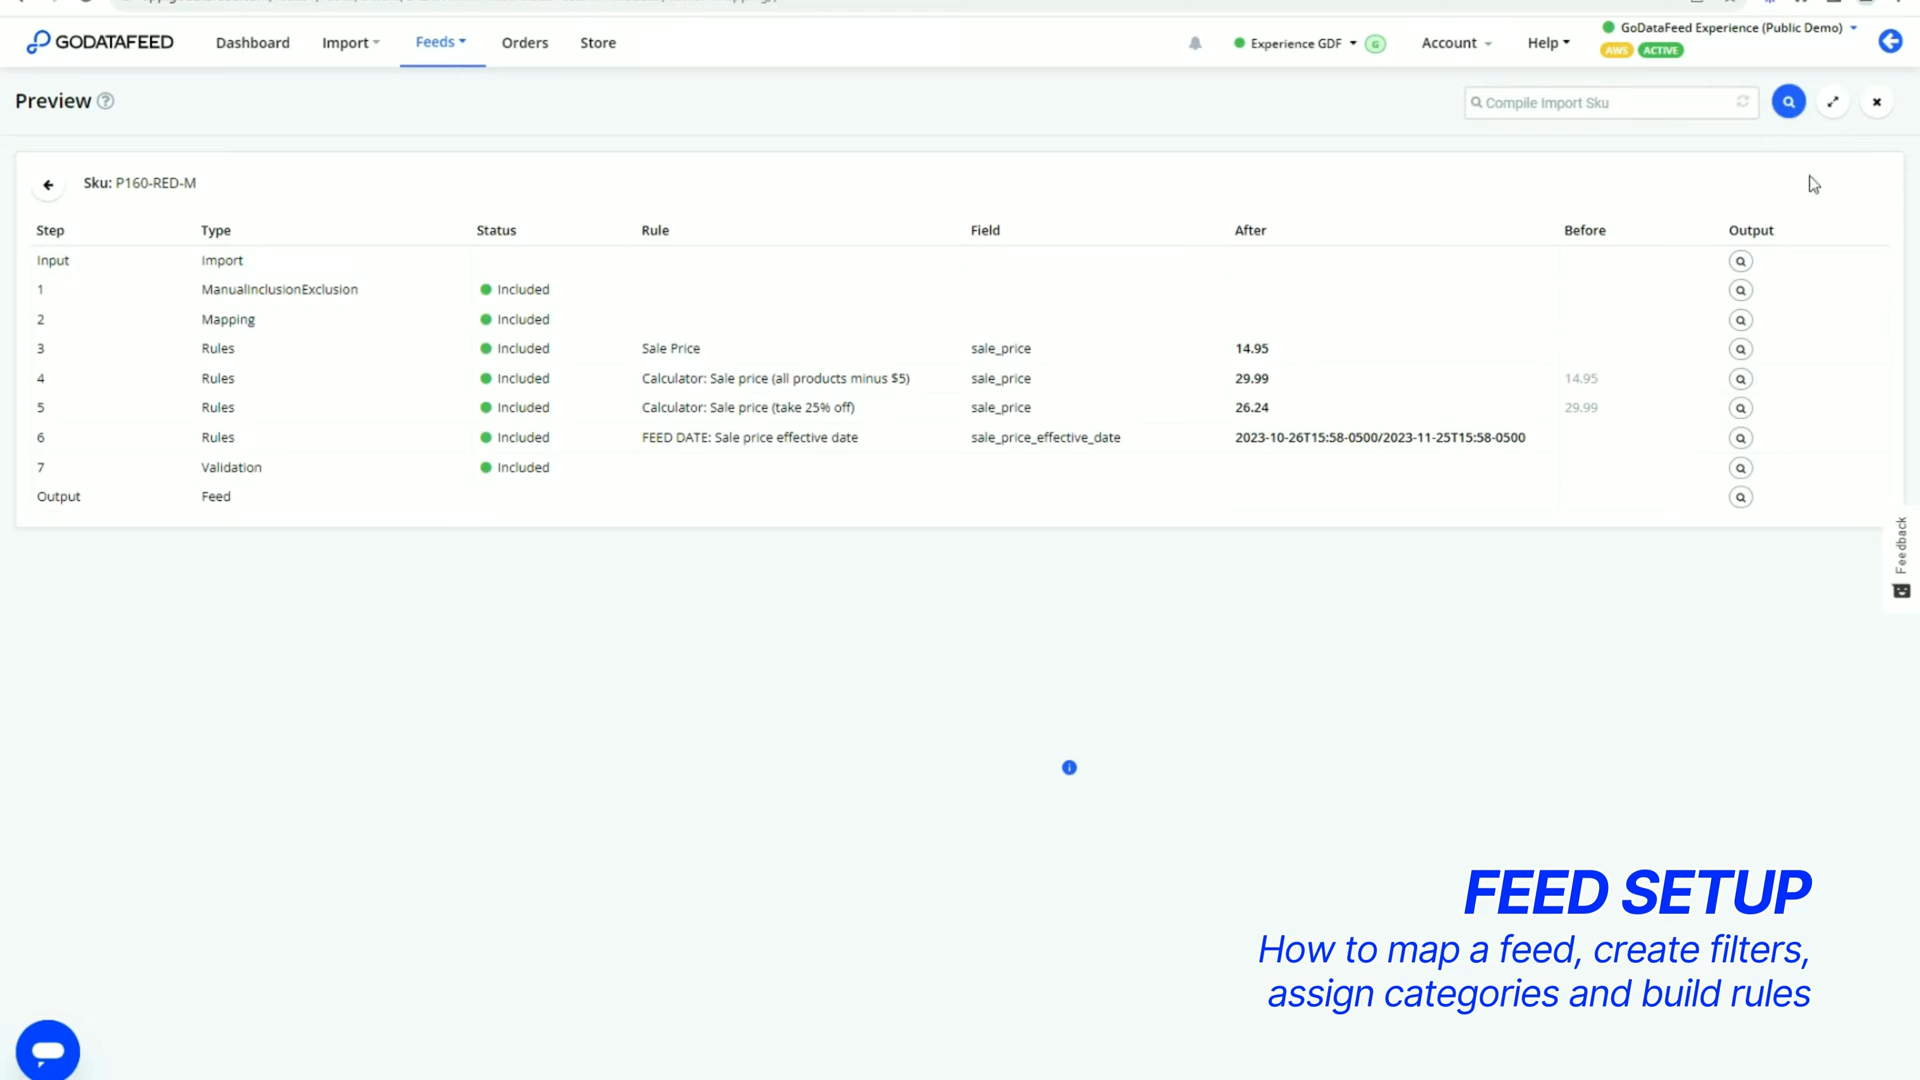 GODATAFEED
Dashboard
Import
Feeds
Orders
Store
Experience GDF
G
Account
Help
GoDataFeed Experience (Public Demo)
AWS ACTIVE
Preview
Compile Import Sku
Sku: P160-RED-M
Step Type Status Rule Field After Before Output
Input Import
1 ManualInclusionExclusion Included
2 Mapping Included
3 Rules Included Sale Price sale_price 14.95
4 Rules Included Calculator: Sale price (all products minus $5) sale_price 29.99 14.95
5 Rules Included Calculator: Sale price (take 25% off) sale_price 26.24 29.99
6 Rules Included FEED DATE: Sale price effective date sale_price_effective_date 2023-10-26T15:58-0500/2023-11-25T15:58-0500
7 Validation Included
Output Feed
Feedback
FEED SETUP
How to map a feed, create filters,
assign categories and build rules